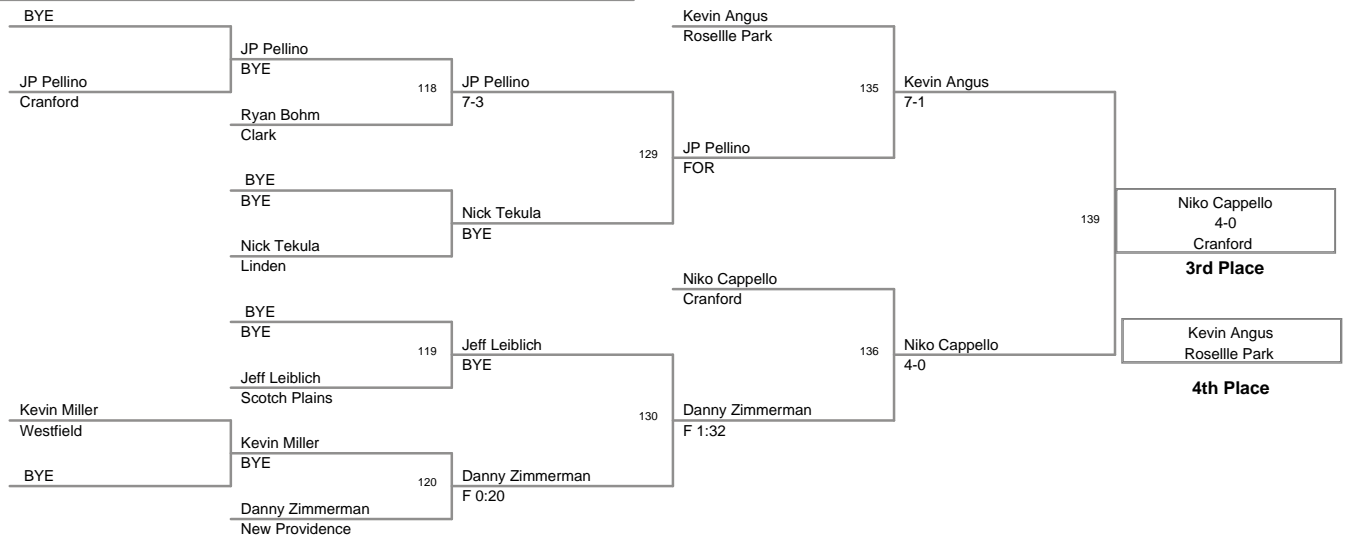 BYE
JP Pellino
Cranford
JP Pellino
BYE
118
Ryan Bohm
Clark
BYE
BYE
Nick Tekula
Linden
BYE
BYE
119
Jeff Leiblich
Scotch Plains
Kevin Miller
Westfield
BYE
Kevin Miller
BYE
120
Danny Zimmerman
New Providence
JP Pellino
7-3
129
Nick Tekula
BYE
Jeff Leiblich
BYE
130
Danny Zimmerman
F 0:20
Kevin Angus
Rosellle Park
135
JP Pellino
FOR
Niko Cappello
Cranford
136
Danny Zimmerman
F 1:32
Kevin Angus
7-1
139
Niko Cappello
4-0
Niko Cappello
4-0
Cranford
3rd Place
Kevin Angus
Rosellle Park
4th Place